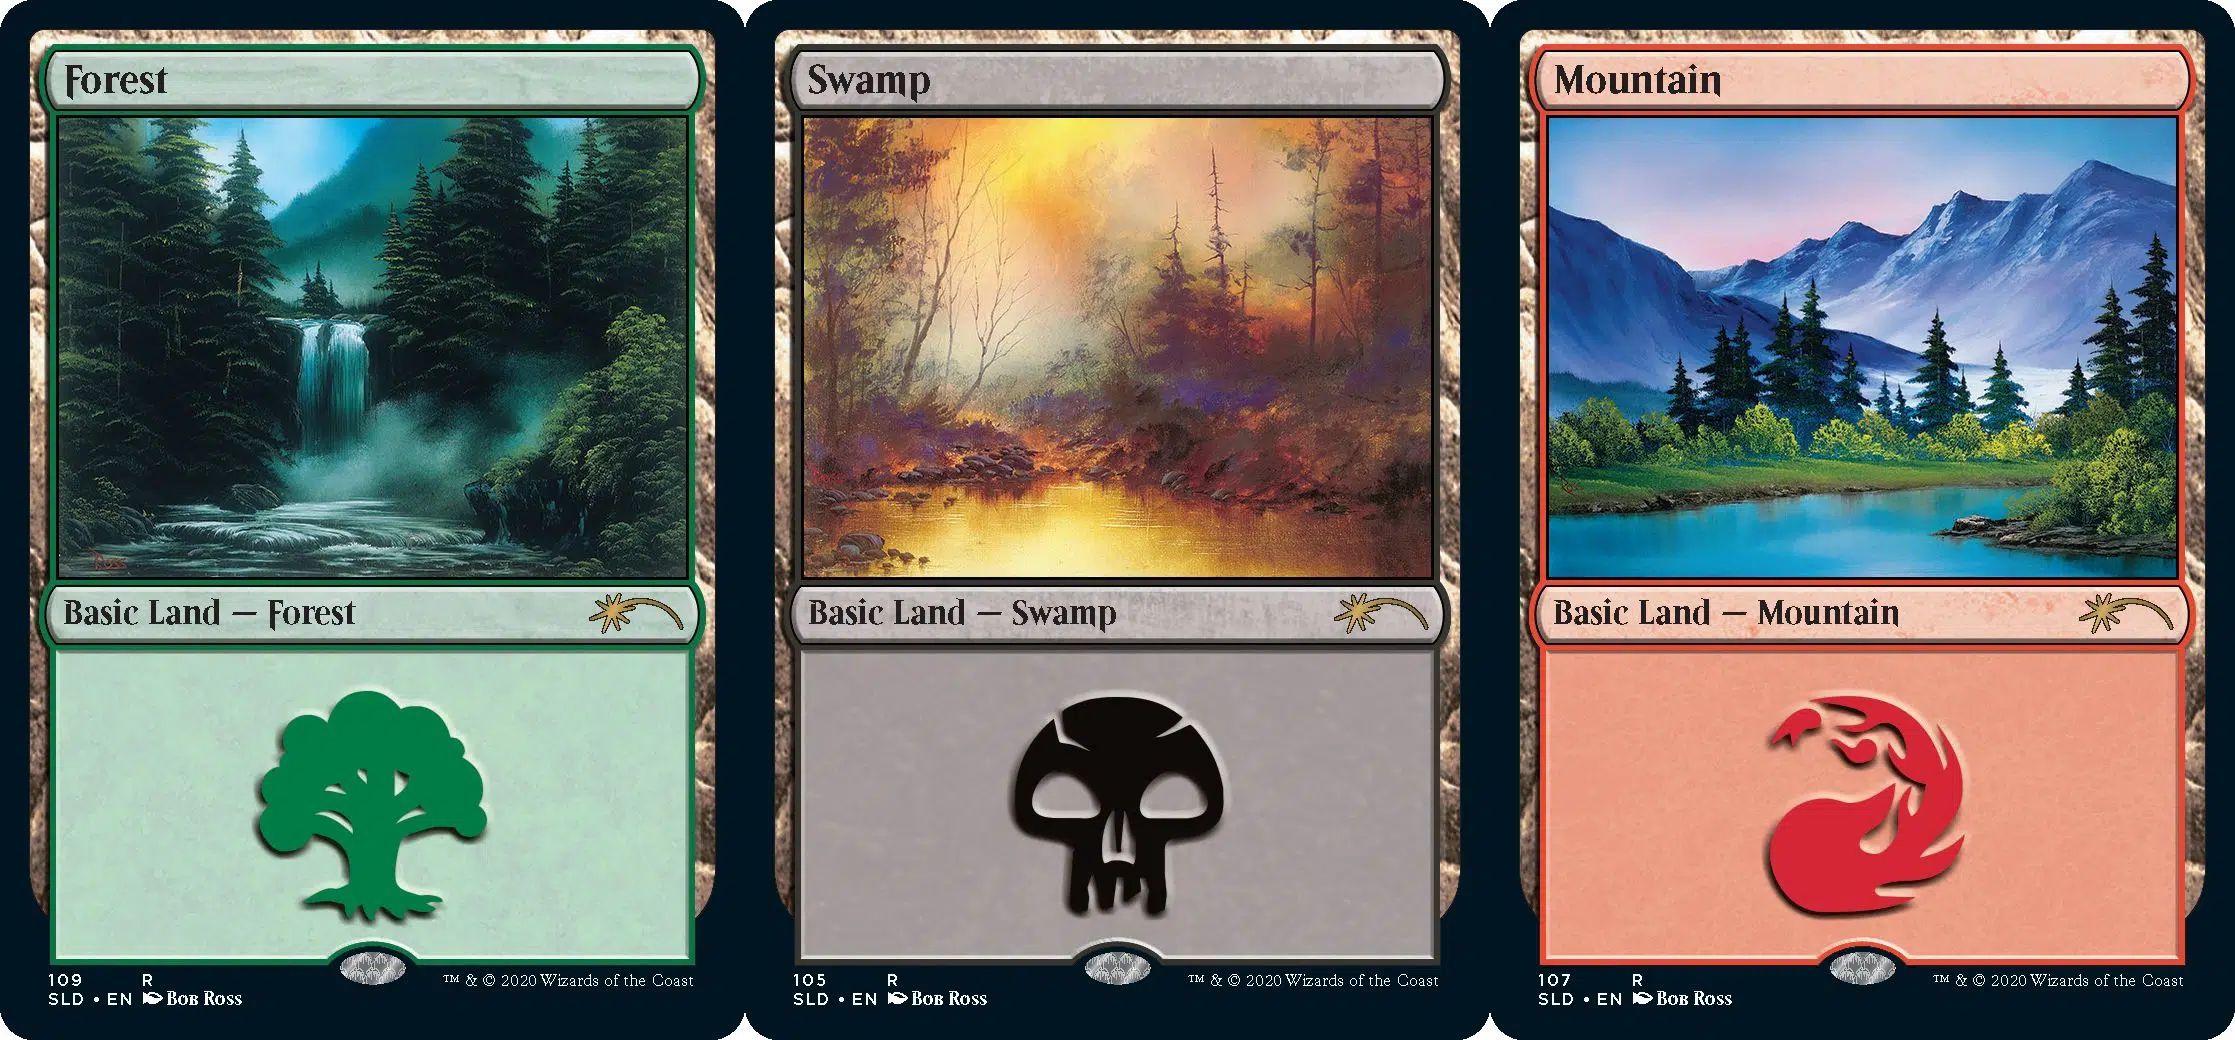 Forest
Ross
Basic Land — Forest
109 R
SLD • EN Bob Ross
™ & © 2020 Wizards of the Coast
Swamp
Basic Land — Swamp
105 R
SLD • EN Bob Ross
™ & © 2020 Wizards of the Coast
Mountain
Basic Land — Mountain
107 R
SLD • EN Bob Ross
™ & © 2020 Wizards of the Coast